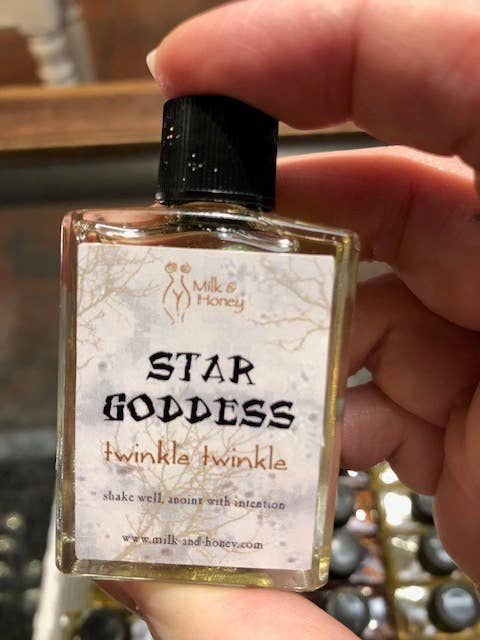 Milk &
Honey
STAR
GODDESS
twinkle twinkle
shake well, anoint with intention
www.milk-and-honey.com